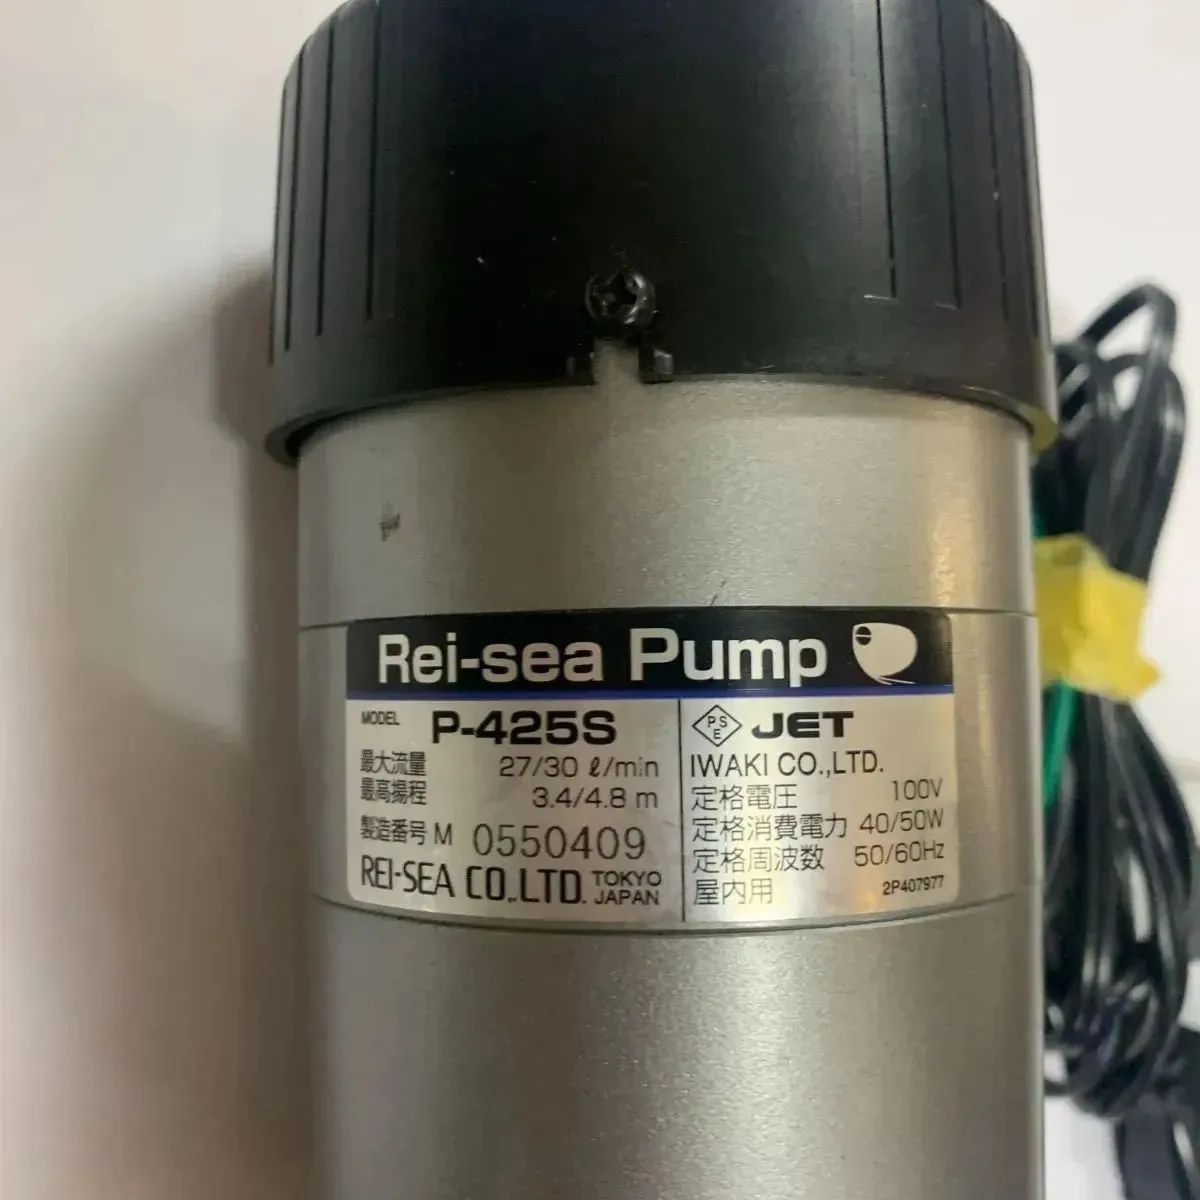 Rei-sea Pump
MODEL P-425S
最大流量 27/30 ℓ/min
最高揚程 3.4/4.8 m
製造番号 M 0550409
REI-SEA CO.,LTD. TOKYO JAPAN
PSE JET
IWAKI CO.,LTD.
定格電圧 100V
定格消費電力 40/50W
定格周波数 50/60Hz
屋内用 2P407977